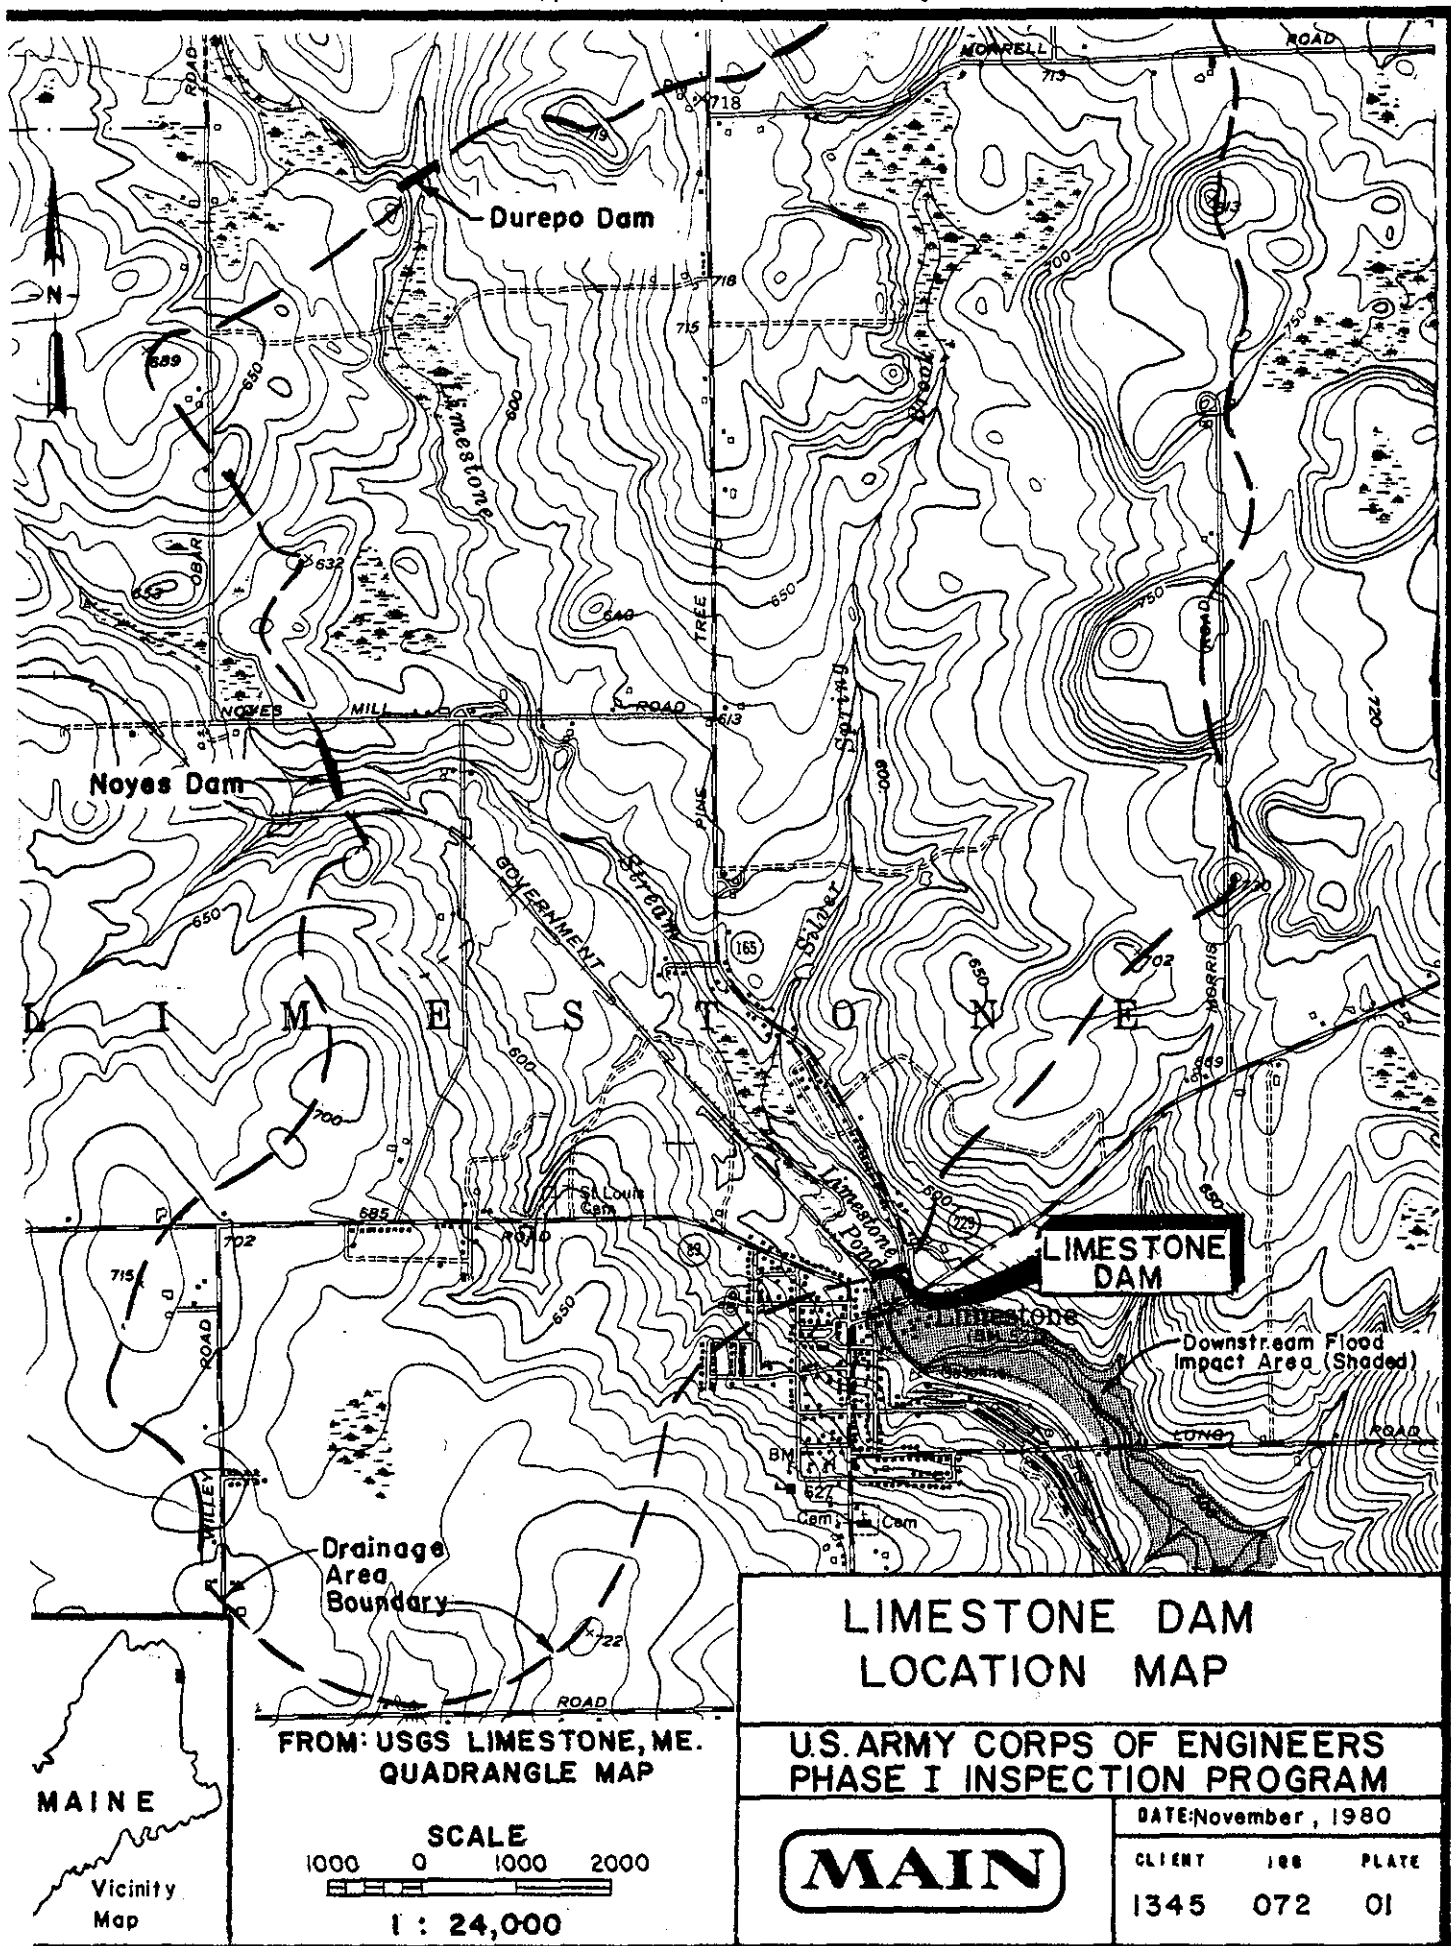 ROAD
MORRELL
ROAD
713
718
719
Durepo Dam
813
700
N
718
715
750
689
650
600
Limestone
Brook
OBAR
632
653
640
650
TREE
750
ROAD
Spring
NOYES
MILL
ROAD
613
720
600
Noyes Dam
PINE
GOVERNMENT
Stream
730
650
165
Silver
650
702
MORRIS
L I M E S T O N E
600
689
700
Limestone
Pond
St Louis
Cem
600
650
685
ROAD
702
229
89
LIMESTONE
DAM
715
650
Limestone
Downstream Flood
Impact Area (Shaded)
ROAD
LONG
ROAD
BM
627
WILLEY
Cem
Cem
Drainage
Area
Boundary
722
ROAD
LIMESTONE DAM
LOCATION MAP
FROM: USGS LIMESTONE, ME.
QUADRANGLE MAP
U.S. ARMY CORPS OF ENGINEERS
PHASE I INSPECTION PROGRAM
MAINE
Vicinity
Map
SCALE
1000 0 1000 2000
1 : 24,000
MAIN
DATE: November, 1980
CLIENT JOB PLATE
1345 072 01